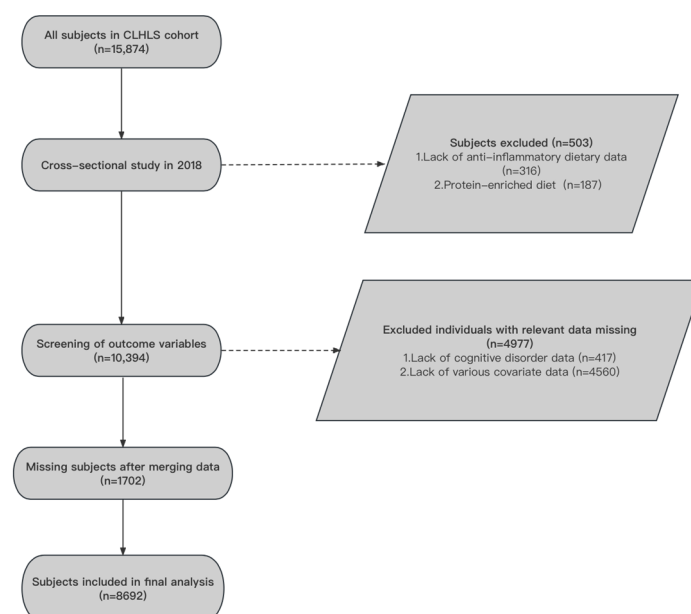 All subjects in CLHLS cohort
(n=15,874)
Cross-sectional study in 2018
Subjects excluded (n=503)
1.Lack of anti-inflammatory dietary data
(n=316)
2.Protein-enriched diet (n=187)
Screening of outcome variables
(n=10,394)
Excluded individuals with relevant data missing
(n=4977)
1.Lack of cognitive disorder data (n=417)
2.Lack of various covariate data (n=4560)
Missing subjects after merging data
(n=1702)
Subjects included in final analysis
(n=8692)